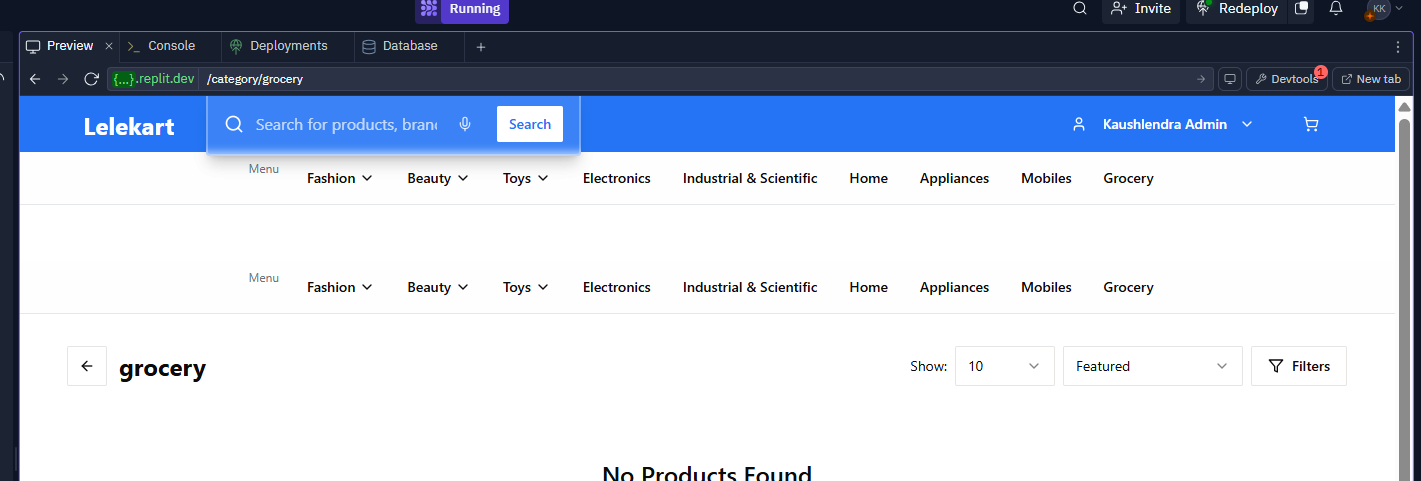 Running
Invite
Redeploy
KK
Preview
Console
Deployments
Database
{...}.replit.dev /category/grocery
Devtools 1
New tab
Lelekart
Search for products, bran
Search
Kaushlendra Admin
Menu Fashion Beauty Toys Electronics Industrial & Scientific Home Appliances Mobiles Grocery
Menu Fashion Beauty Toys Electronics Industrial & Scientific Home Appliances Mobiles Grocery
grocery
Show: 10 Featured Filters
No Products Found